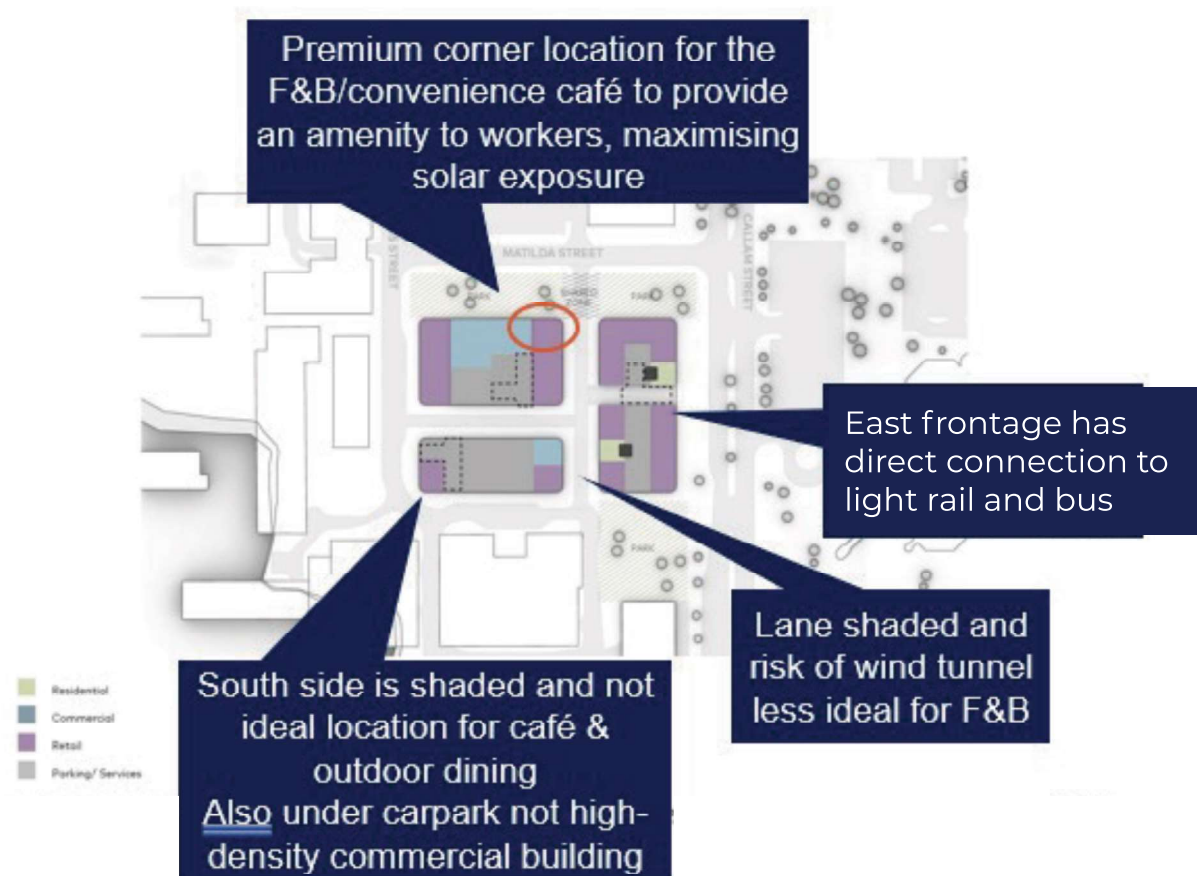 Premium corner location for the
F&B/convenience café to provide
an amenity to workers, maximising
solar exposure
STREET
MATILDA STREET
CALLAM STREET
PARK
SHARED
ZONE
PARK
East frontage has
direct connection to
light rail and bus
PARK
Lane shaded and
risk of wind tunnel
less ideal for F&B
South side is shaded and not
ideal location for café &
outdoor dining
Also under carpark not high-
density commercial building
Residential
Commercial
Retail
Parking/ Services